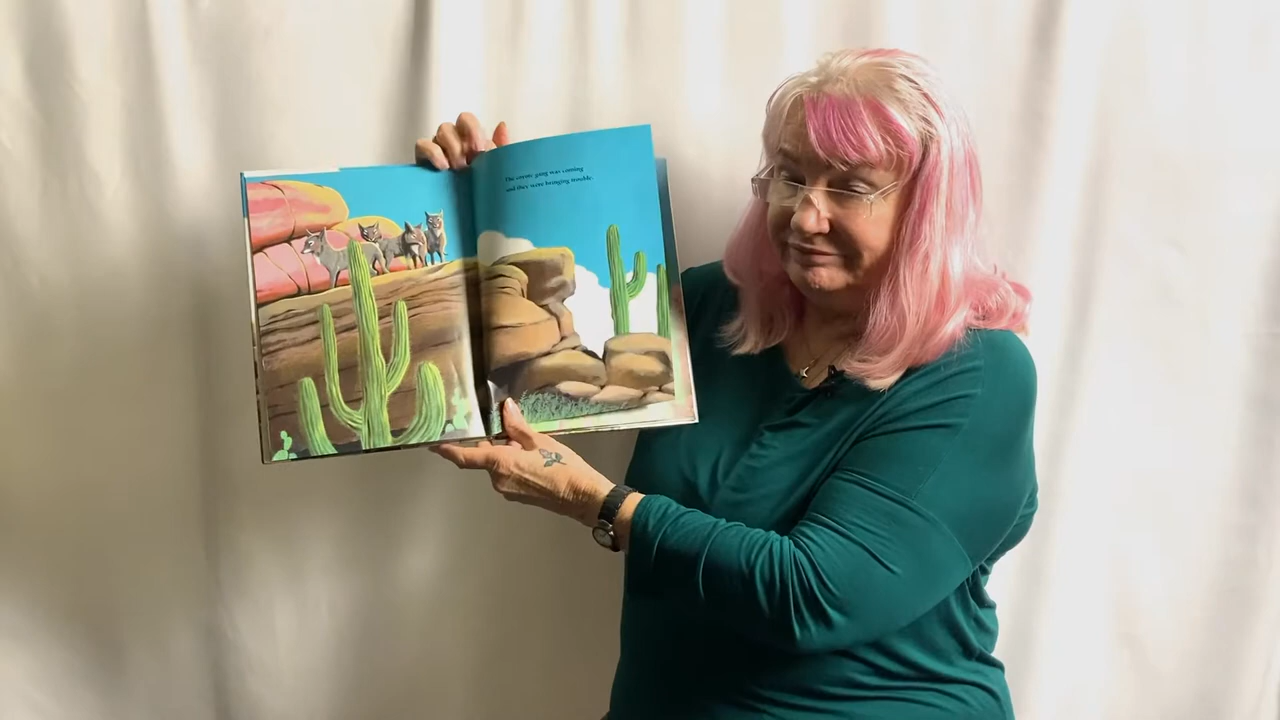 The coyote gang was coming
and they were bringing trouble.